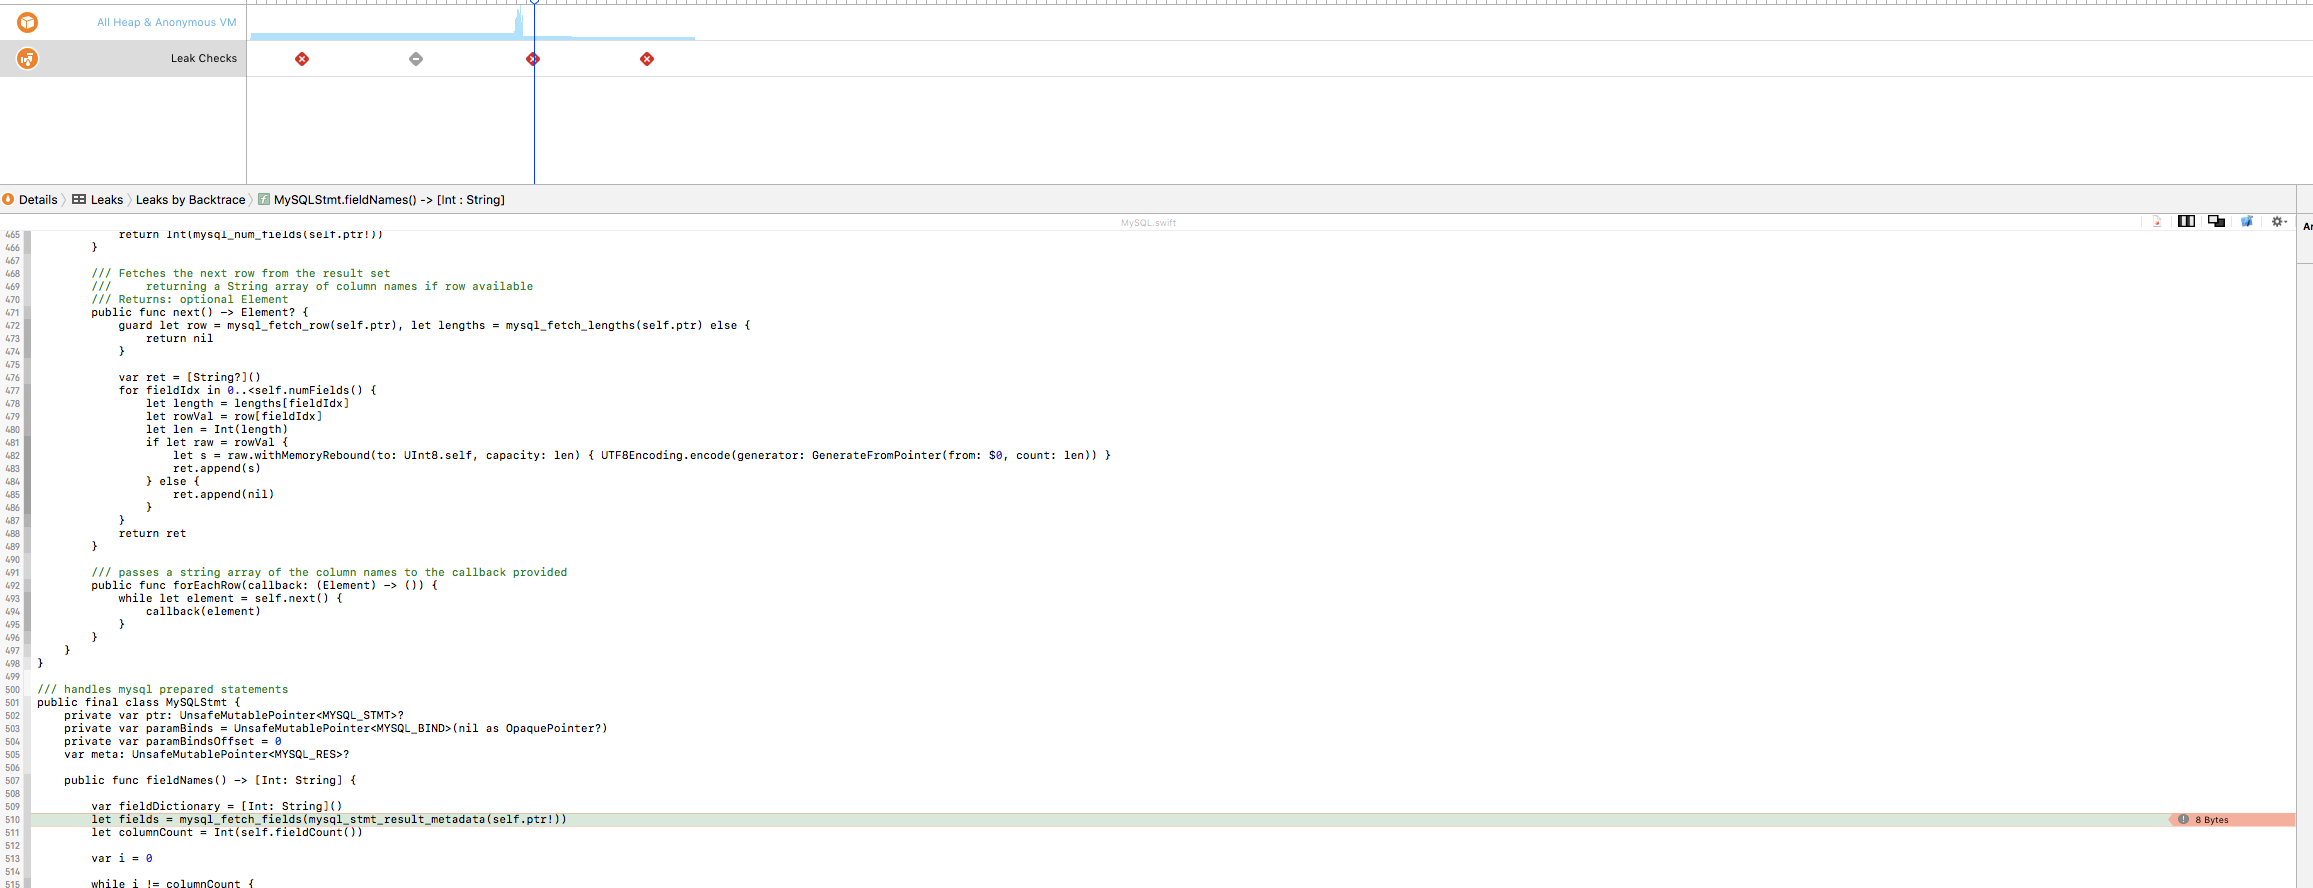 All Heap & Anonymous VM
Leak Checks
Details
Leaks
Leaks by Backtrace
MySQLStmt.fieldNames() -> [Int : String]
MySQL.swift
Ar
465 return Int(mysql_num_fields(self.ptr!))
466 }
467
468 /// Fetches the next row from the result set
469 ///     returning a String array of column names if row available
470 /// Returns: optional Element
471 public func next() -> Element? {
472 guard let row = mysql_fetch_row(self.ptr), let lengths = mysql_fetch_lengths(self.ptr) else {
473 return nil
474 }
475
476 var ret = [String?]()
477 for fieldIdx in 0..<self.numFields() {
478 let length = lengths[fieldIdx]
479 let rowVal = row[fieldIdx]
480 let len = Int(length)
481 if let raw = rowVal {
482 let s = raw.withMemoryRebound(to: UInt8.self, capacity: len) { UTF8Encoding.encode(generator: GenerateFromPointer(from: $0, count: len)) }
483 ret.append(s)
484 } else {
485 ret.append(nil)
486 }
487 }
488 return ret
489 }
490
491 /// passes a string array of the column names to the callback provided
492 public func forEachRow(callback: (Element) -> ()) {
493 while let element = self.next() {
494 callback(element)
495 }
496 }
497 }
498 }
499
500 /// handles mysql prepared statements
501 public final class MySQLStmt {
502 private var ptr: UnsafeMutablePointer<MYSQL_STMT>?
503 private var paramBinds = UnsafeMutablePointer<MYSQL_BIND>(nil as OpaquePointer?)
504 private var paramBindsOffset = 0
505 var meta: UnsafeMutablePointer<MYSQL_RES>?
506
507 public func fieldNames() -> [Int: String] {
508
509 var fieldDictionary = [Int: String]()
510 let fields = mysql_fetch_fields(mysql_stmt_result_metadata(self.ptr!)) 8 Bytes
511 let columnCount = Int(self.fieldCount())
512
513 var i = 0
514
515 while i != columnCount {